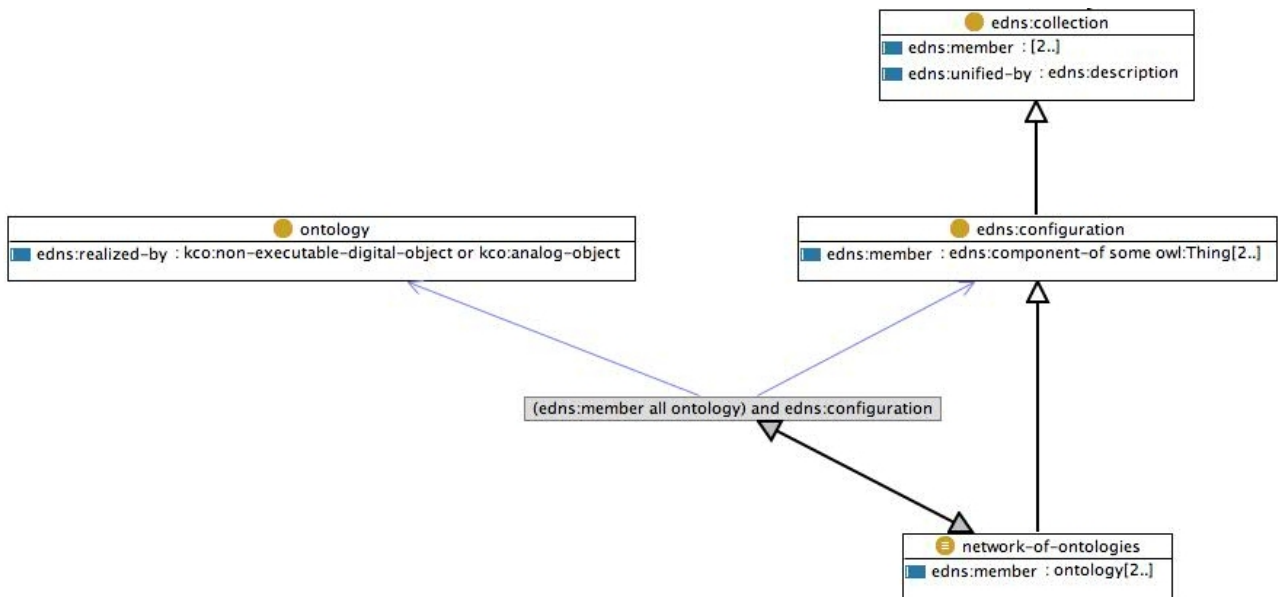 edns:collection
edns:member : [2..]
edns:unified-by : edns:description
ontology
edns:realized-by : kco:non-executable-digital-object or kco:analog-object
edns:configuration
edns:member : edns:component-of some owl:Thing[2..]
(edns:member all ontology) and edns:configuration
network-of-ontologies
edns:member : ontology[2..]